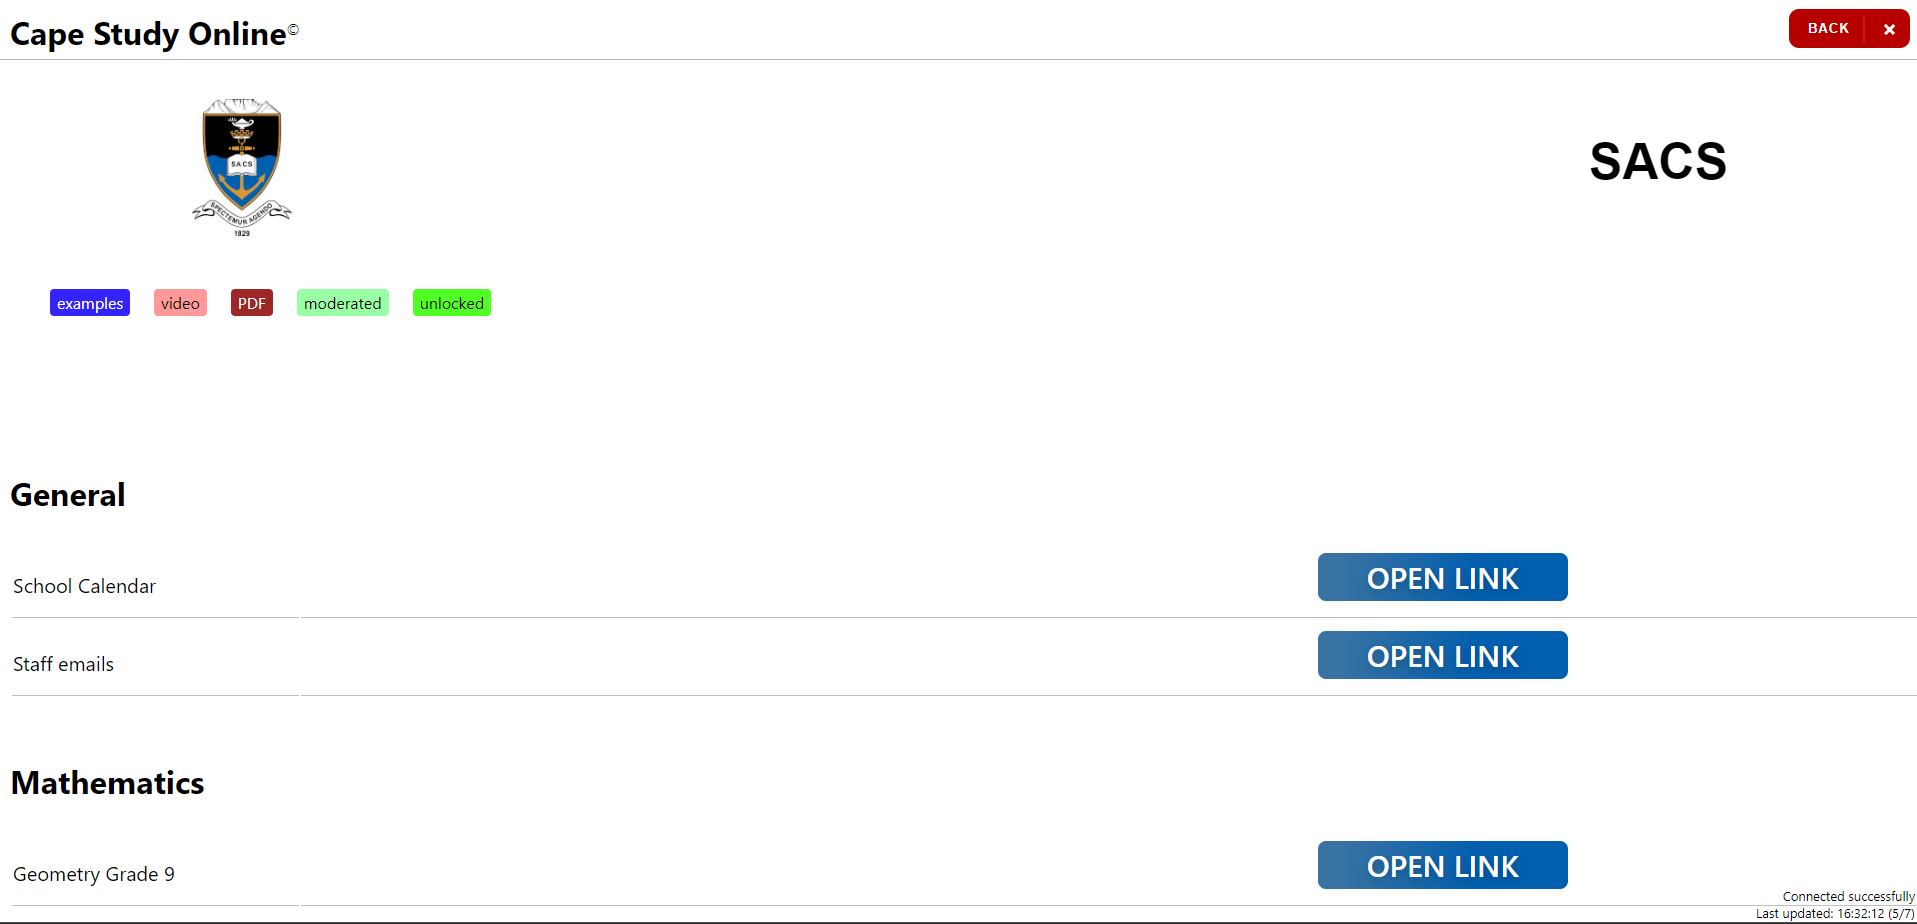 Cape Study Online©
BACK ×
SACS
SPECTEMUR AGENDO
1829
SACS
examples video PDF moderated unlocked
General
School Calendar OPEN LINK
Staff emails OPEN LINK
Mathematics
Geometry Grade 9 OPEN LINK
Connected successfully
Last updated: 16:32:12 (5/7)